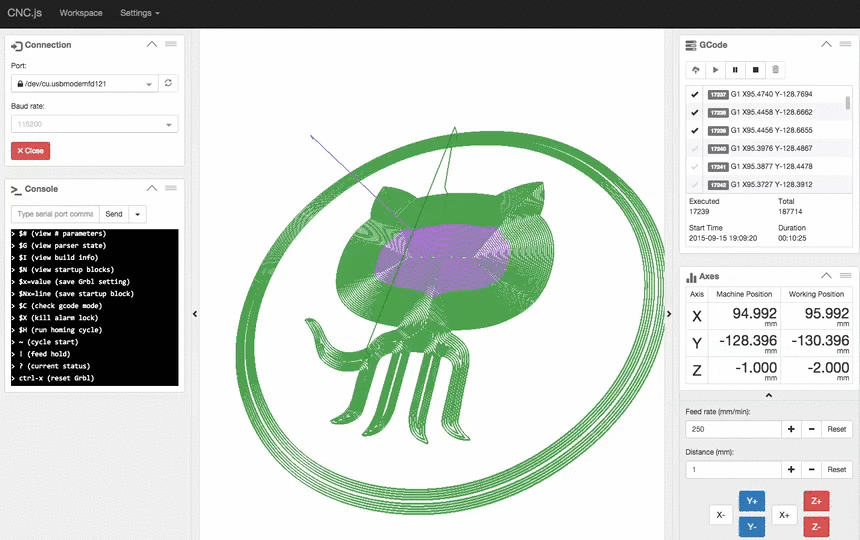 CNC.js Workspace Settings
Connection
Port:
/dev/cu.usbmodemfd121
Baud rate:
115200
Close
Console
Type serial port comma Send
> $# (view # parameters)
> $G (view parser state)
> $I (view build info)
> $N (view startup blocks)
> $x=value (save Grbl setting)
> $Nx=line (save startup block)
> $C (check gcode mode)
> $X (kill alarm lock)
> $H (run homing cycle)
> ~ (cycle start)
> ! (feed hold)
> ? (current status)
> ctrl-x (reset Grbl)
GCode
17237 G1 X95.4740 Y-128.7694
17238 G1 X95.4458 Y-128.6662
17239 G1 X95.4456 Y-128.6655
17240 G1 X95.3976 Y-128.4867
17241 G1 X95.3877 Y-128.4478
17242 G1 X95.3727 Y-128.3912
Executed Total
17239 187714
Start Time Duration
2015-09-15 19:09:20 00:10:25
Axes
Axis Machine Position Working Position
X 94.992 mm 95.992 mm
Y -128.396 mm -130.396 mm
Z -1.000 mm -2.000 mm
Feed rate (mm/min):
250 + − Reset
Distance (mm):
1 + − Reset
Y+ Z+
X- X+
Y- Z-